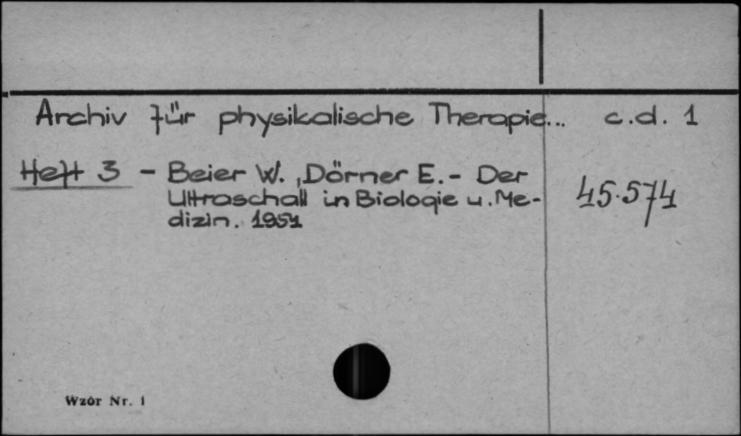 Archiv für physikalische Therapie... c.d. 1
Heft 3 - Beier W., Dörner E. - Der
Ultraschall in Biologie u. Me-
dizin. 1954
45.574
Wzór Nr. 1